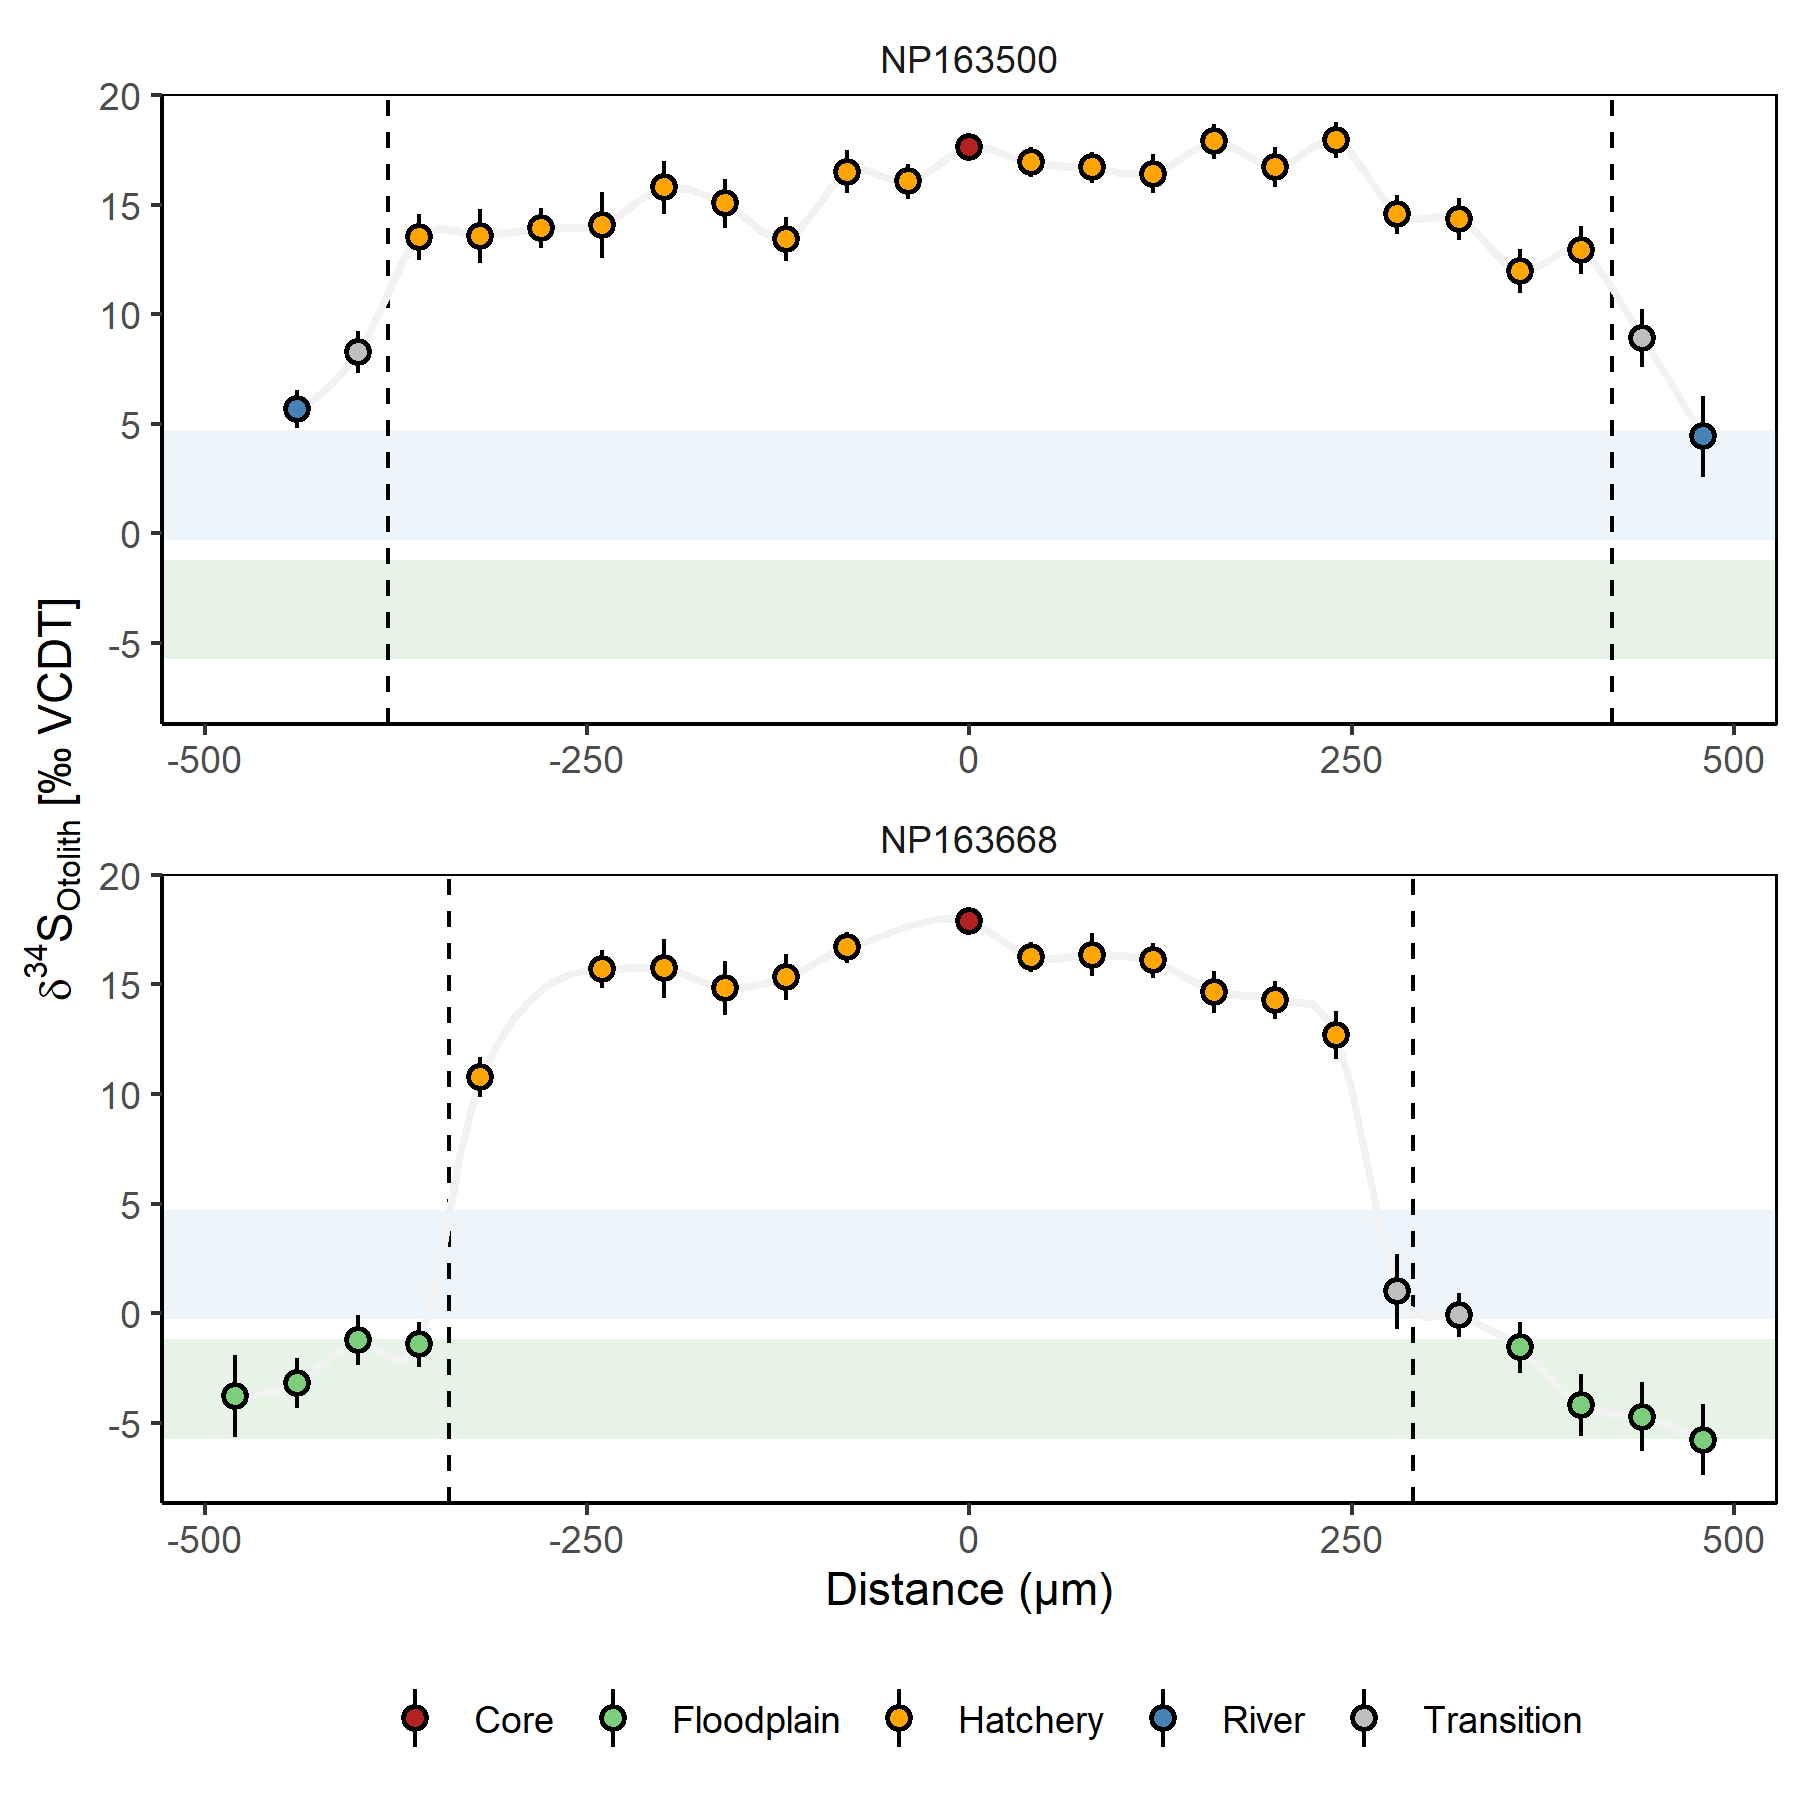 NP163500
20
15
10
5
0
-5
-500 -250 0 250 500
δ34SOtolith [‰ VCDT]
NP163668
20
15
10
5
0
-5
-500 -250 0 250 500
Distance (µm)
Core Floodplain Hatchery River Transition